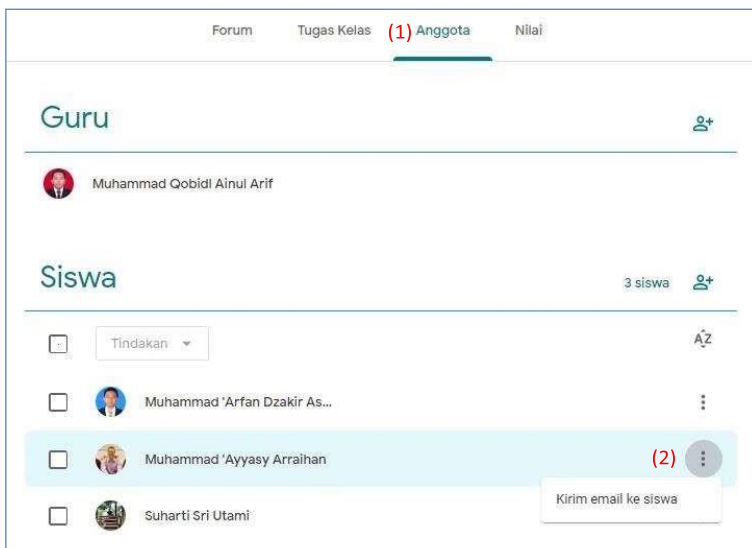 Forum Tugas Kelas (1) Anggota Nilai
Guru
Muhammad Qobidl Ainul Arif
Siswa 3 siswa
Tindakan AZ
Muhammad 'Arfan Dzakir As...
Muhammad 'Ayyasy Arraihan (2)
Kirim email ke siswa
Suharti Sri Utami